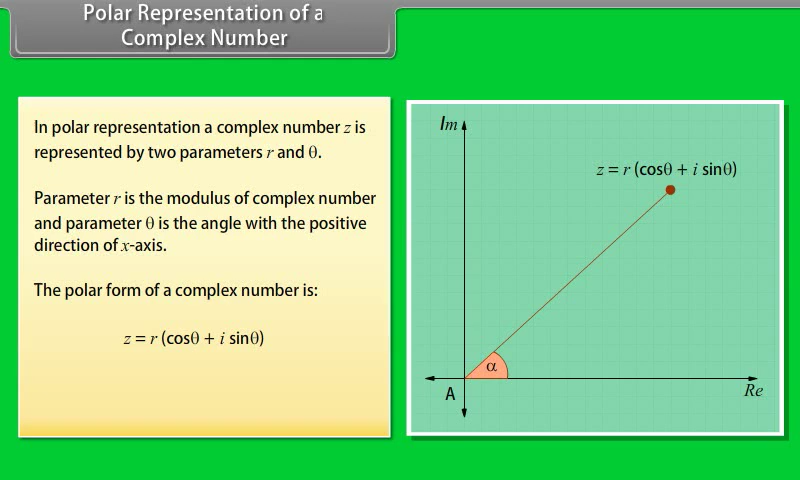 Polar Representation of a
Complex Number
In polar representation a complex number z is
represented by two parameters r and θ.
Parameter r is the modulus of complex number
and parameter θ is the angle with the positive
direction of x-axis.
The polar form of a complex number is:
z = r (cosθ + i sinθ)
Im
z = r (cosθ + i sinθ)
α
A
Re